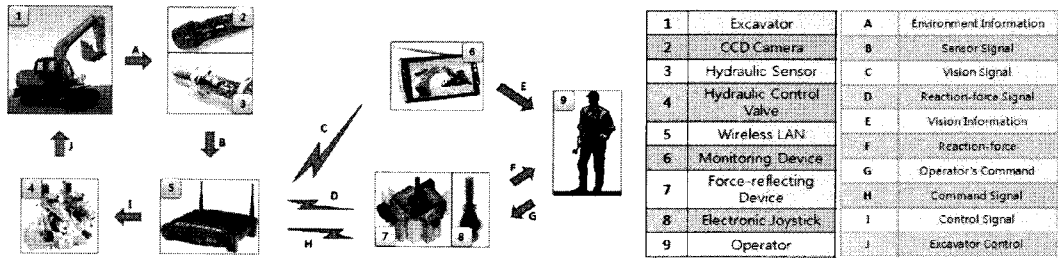 1
2
A
3
6
E
9
C
J
B
F
4
I
5
D
G
H
7
8
1 Excavator
2 CCD Camera
3 Hydraulic Sensor
4 Hydraulic Control
Valve
5 Wireless LAN
6 Monitoring Device
7 Force-reflecting
Device
8 Electronic Joystick
9 Operator
A Environment Information
B Sensor Signal
C Vision Signal
D Reaction-force Signal
E Vision Information
F Reaction-force
G Operator's Command
H Command Signal
I Control Signal
J Excavator Control